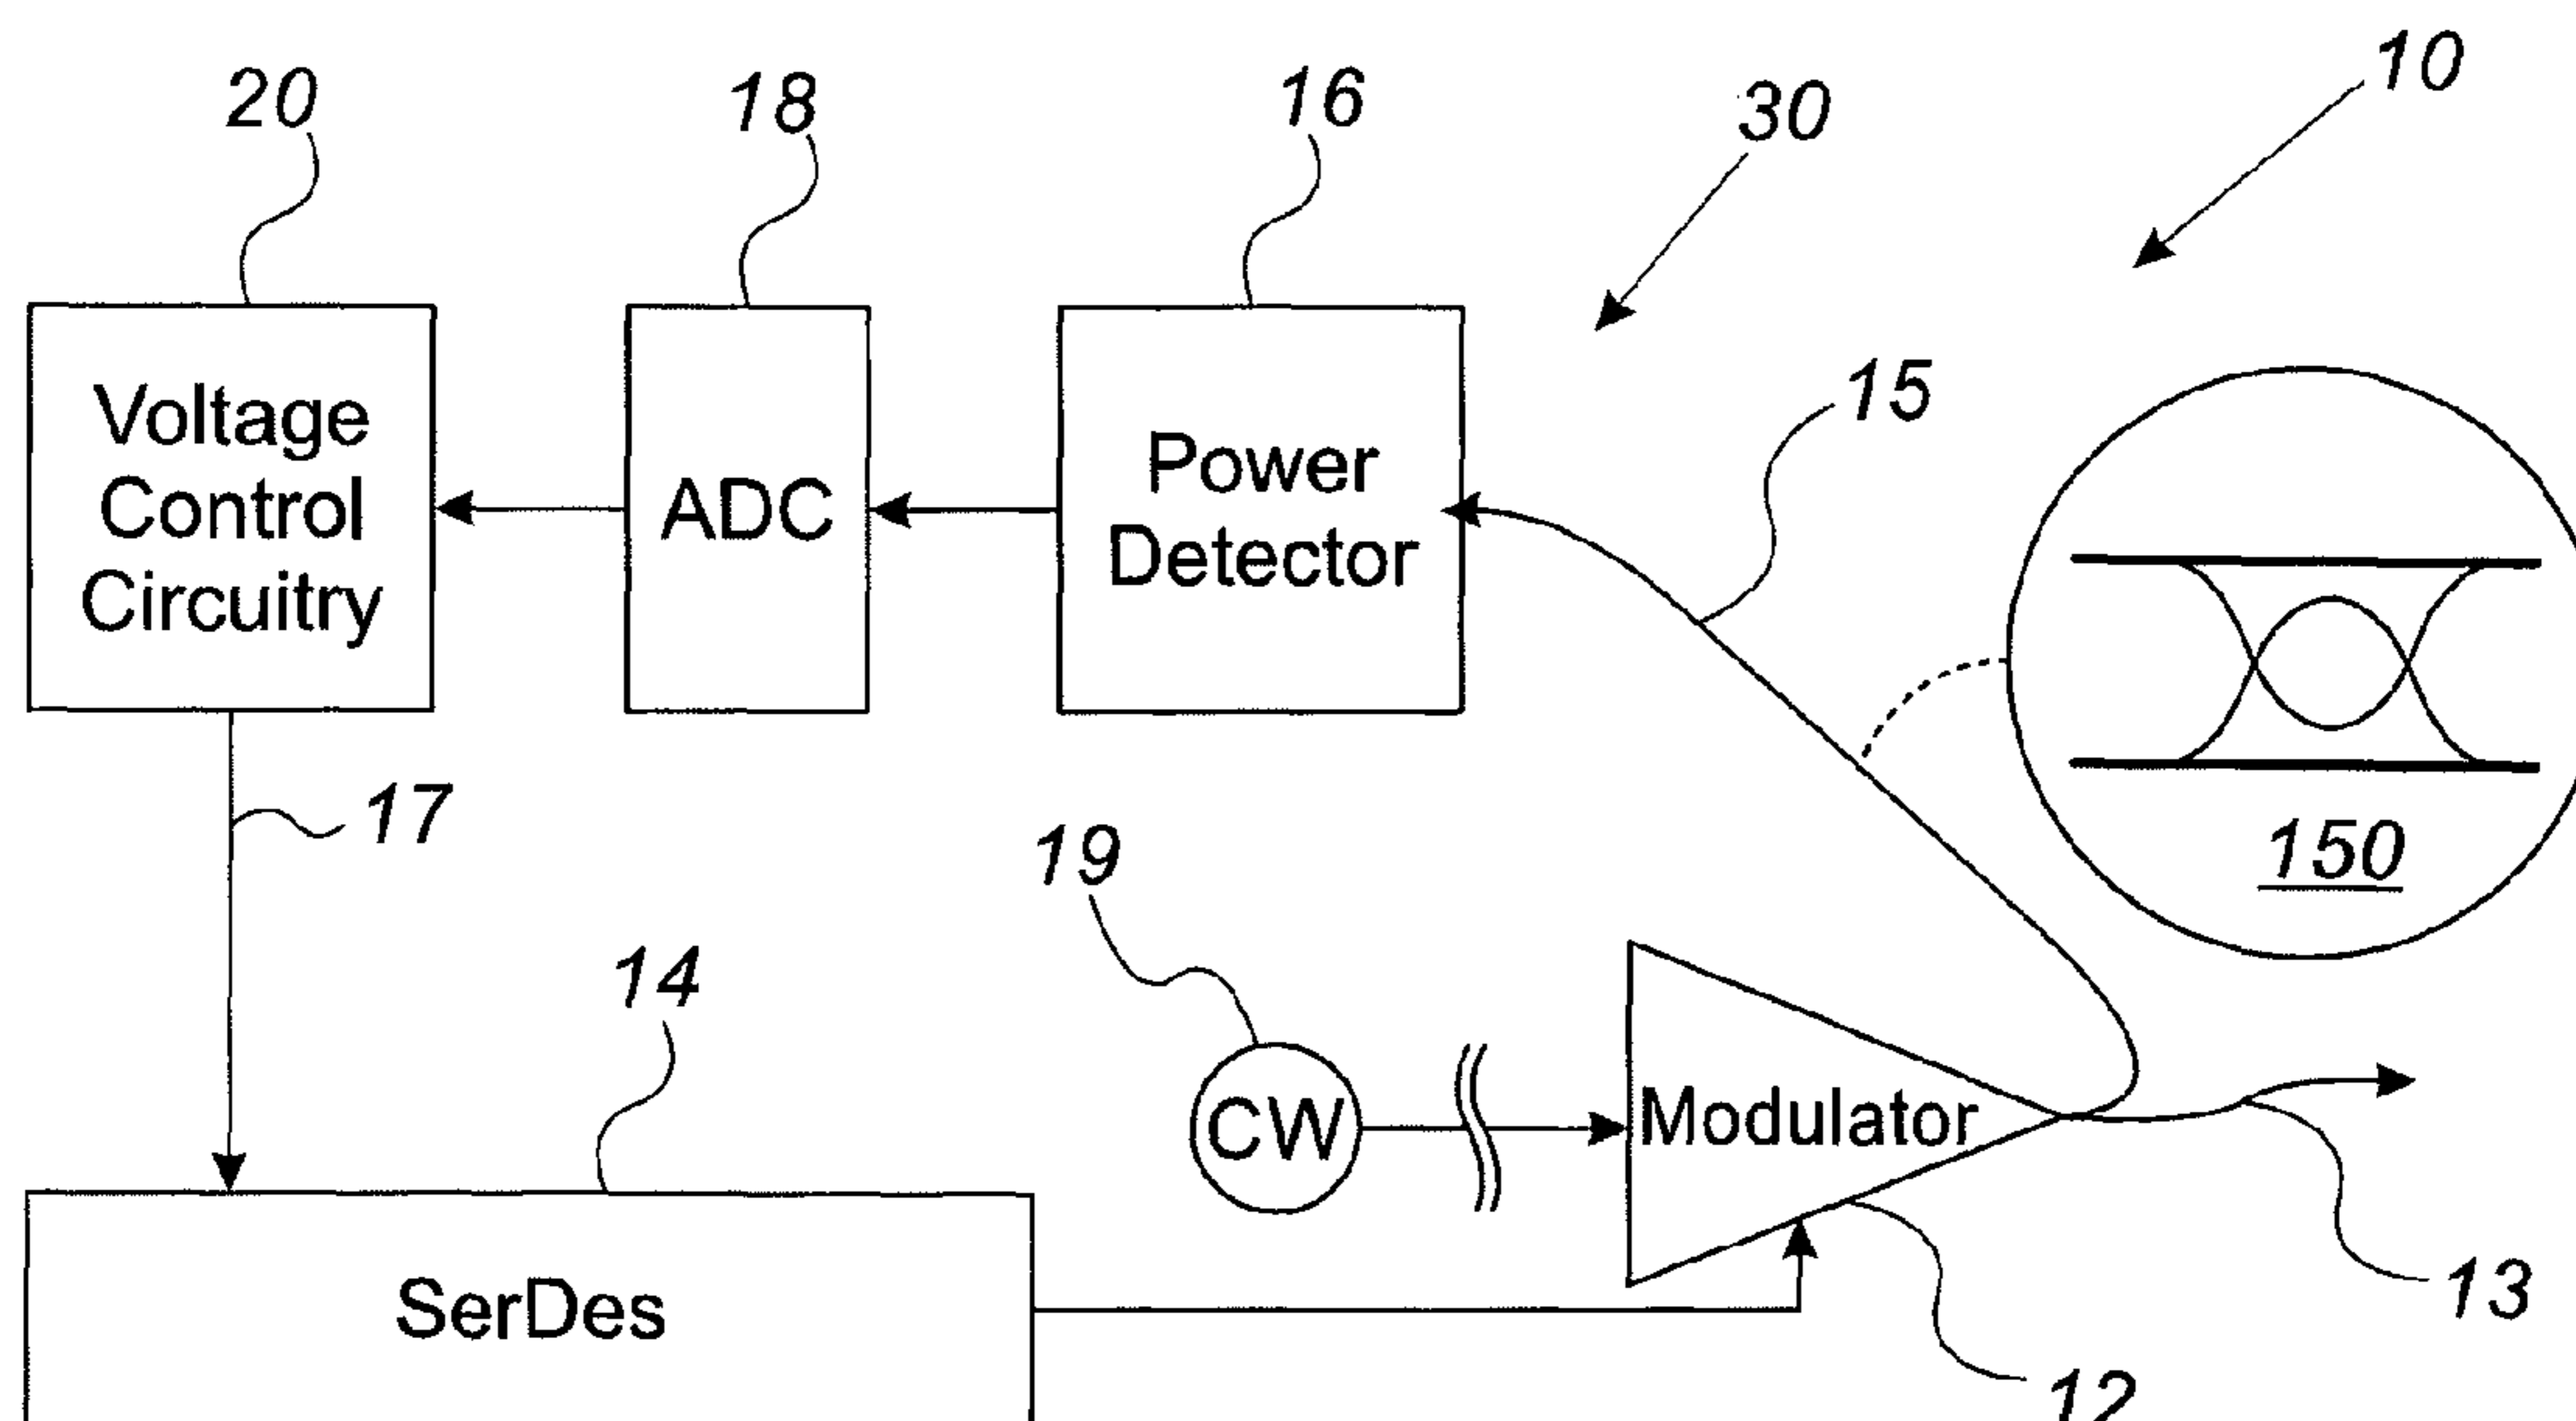 10
20
18
16
30
15
Voltage
Control
Circuitry
ADC
Power
Detector
17
150
19
14
CW
Modulator
SerDes
13
12